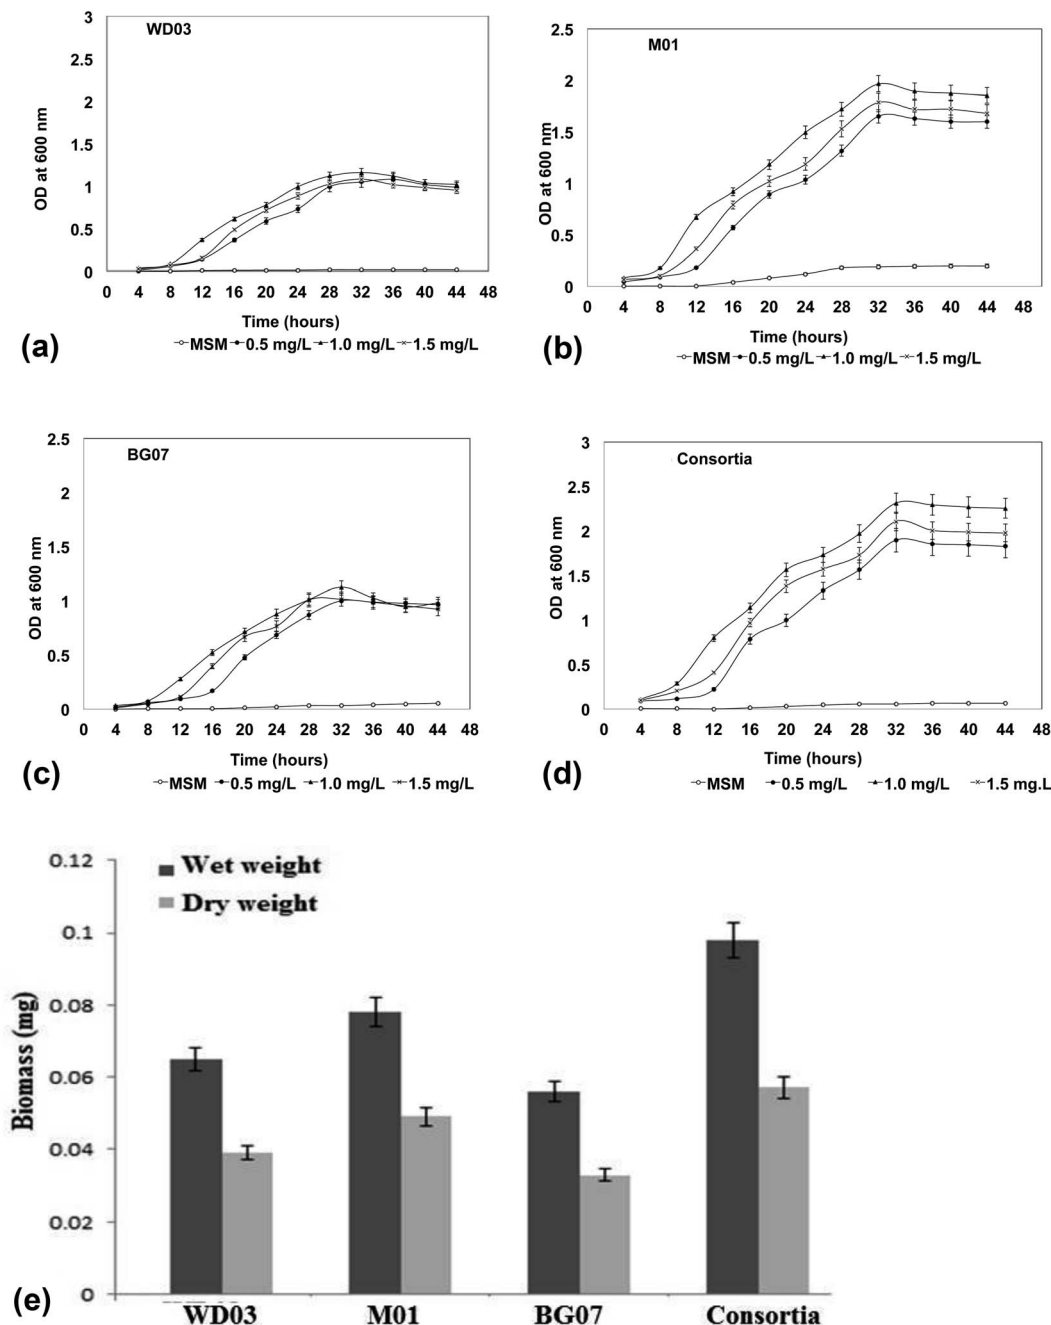 WD03
3
2.5
2
1.5
1
0.5
0
OD at 600 nm
0 4 8 12 16 20 24 28 32 36 40 44 48
Time (hours)
(a)
MSM 0.5 mg/L 1.0 mg/L 1.5 mg/L
M01
2.5
2
1.5
1
0.5
0
OD at 600 nm
0 4 8 12 16 20 24 28 32 36 40 44 48
Time (hours)
(b)
MSM 0.5 mg/L 1.0 mg/L 1.5 mg/L
BG07
2.5
2
1.5
1
0.5
0
OD at 600 nm
0 4 8 12 16 20 24 28 32 36 40 44 48
Time (hours)
(c)
MSM 0.5 mg/L 1.0 mg/L 1.5 mg/L
Consortia
3
2.5
2
1.5
1
0.5
0
OD at 600 nm
0 4 8 12 16 20 24 28 32 36 40 44 48
Time (hours)
(d)
MSM 0.5 mg/L 1.0 mg/L 1.5 mg.L
Wet weight
Dry weight
0.12
0.1
0.08
0.06
0.04
0.02
0
Biomass (mg)
(e)
WD03 M01 BG07 Consortia